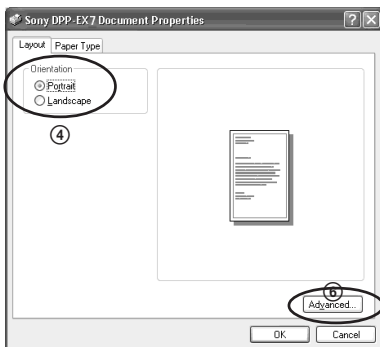 Sony DPP-EX7 Document Properties
Layout Paper Type
Orientation
Portrait
Landscape
④
⑥
Advanced...
OK Cancel